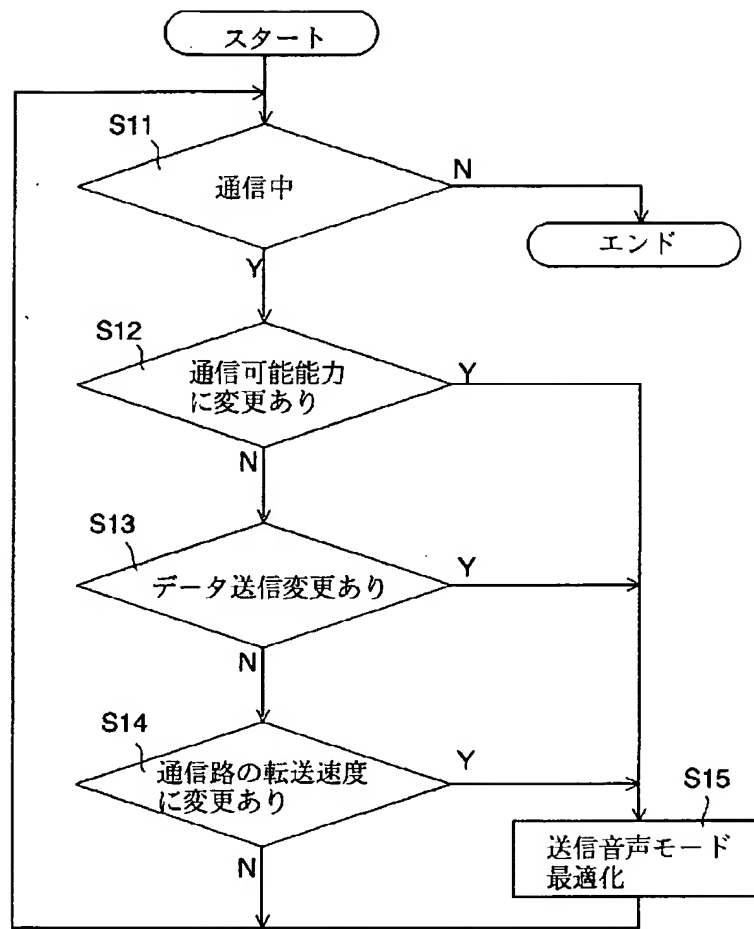 スタート
S11
通信中
N
エンド
Y
S12
通信可能能力
に変更あり
Y
N
S13
データ送信変更あり
Y
N
S14
通信路の転送速度
に変更あり
Y
S15
送信音声モード
最適化
N